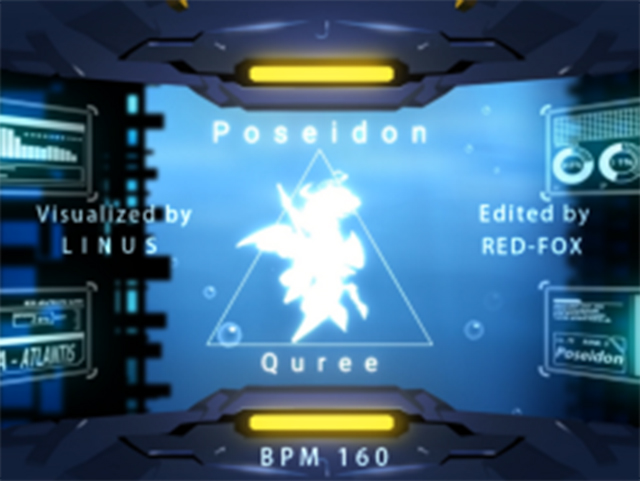 Poseidon
Visualized by
LINUS
Edited by
RED-FOX
A - ATLANTIS
Poseidon
Quree
BPM 160